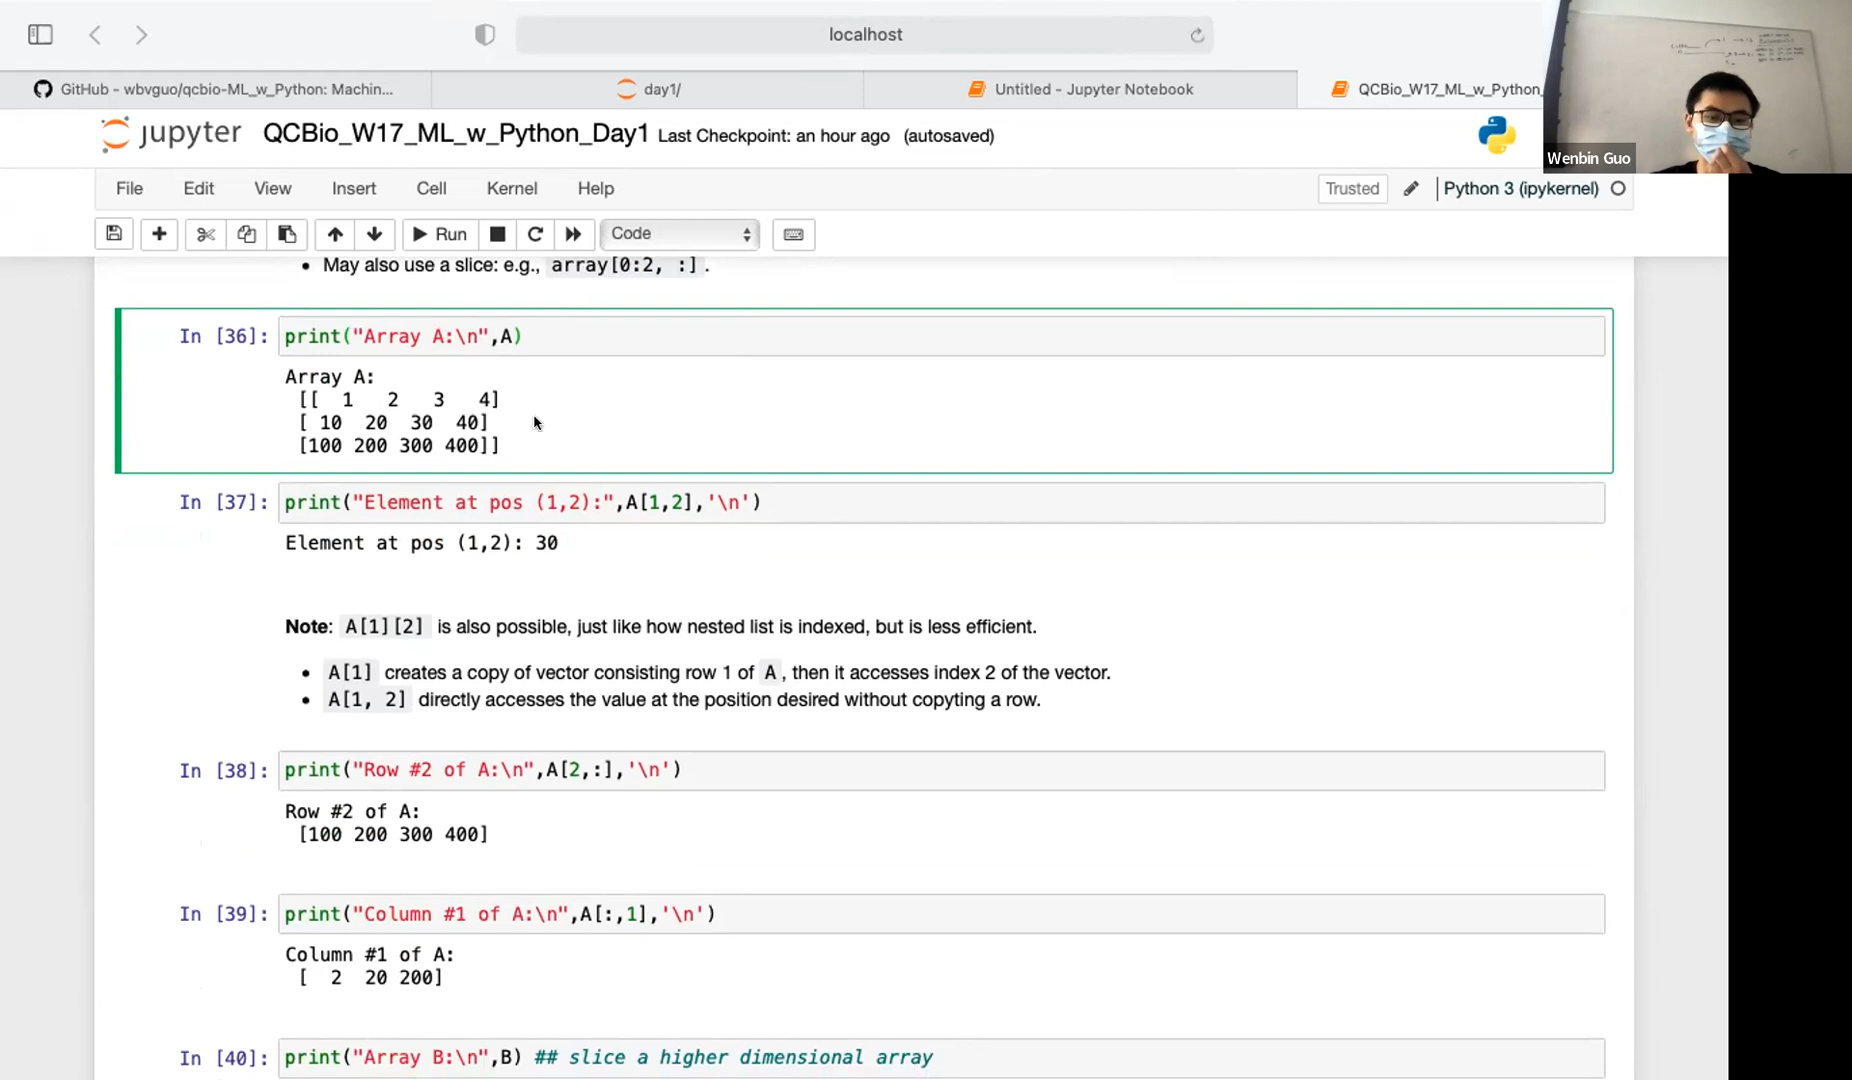 localhost
GitHub - wbvguo/qcbio-ML_w_Python: Machin...
day1/
Untitled - Jupyter Notebook
QCBio_W17_ML_w_Python_
jupyter QCBio_W17_ML_w_Python_Day1 Last Checkpoint: an hour ago (autosaved)
Wenbin Guo
File Edit View Insert Cell Kernel Help Trusted Python 3 (ipykernel)
Run Code
• May also use a slice: e.g., array[0:2, :] .
In [36]: print("Array A:\n",A)
Array A:
[[ 1 2 3 4]
[ 10 20 30 40]
[100 200 300 400]]
In [37]: print("Element at pos (1,2):",A[1,2],'\n')
Element at pos (1,2): 30
Note: A[1][2] is also possible, just like how nested list is indexed, but is less efficient.
• A[1] creates a copy of vector consisting row 1 of A , then it accesses index 2 of the vector.
• A[1, 2] directly accesses the value at the position desired without copyting a row.
In [38]: print("Row #2 of A:\n",A[2,:],'\n')
Row #2 of A:
[100 200 300 400]
In [39]: print("Column #1 of A:\n",A[:,1],'\n')
Column #1 of A:
[ 2 20 200]
In [40]: print("Array B:\n",B) ## slice a higher dimensional array